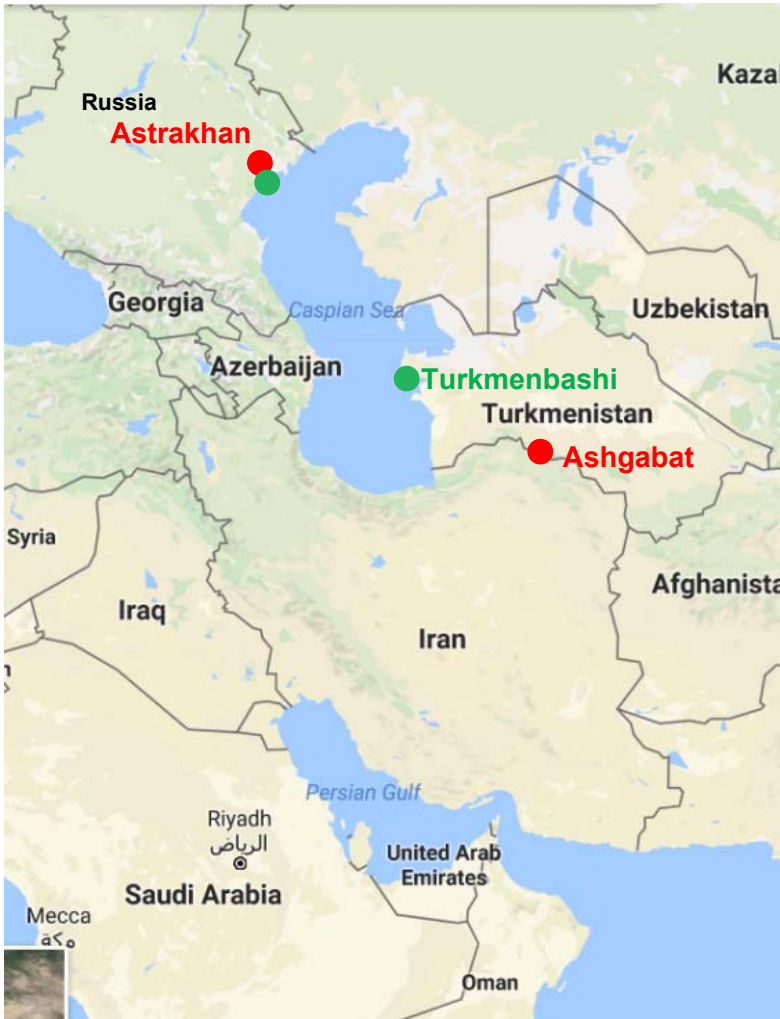 Kaza
Russia
Astrakhan
Georgia
Caspian Sea
Uzbekistan
Azerbaijan
Turkmenbashi
Turkmenistan
Ashgabat
Syria
Afghanista
Iraq
Iran
n
Persian Gulf
Riyadh
الرياض
United Arab
Emirates
Saudi Arabia
Mecca
مكة
Oman